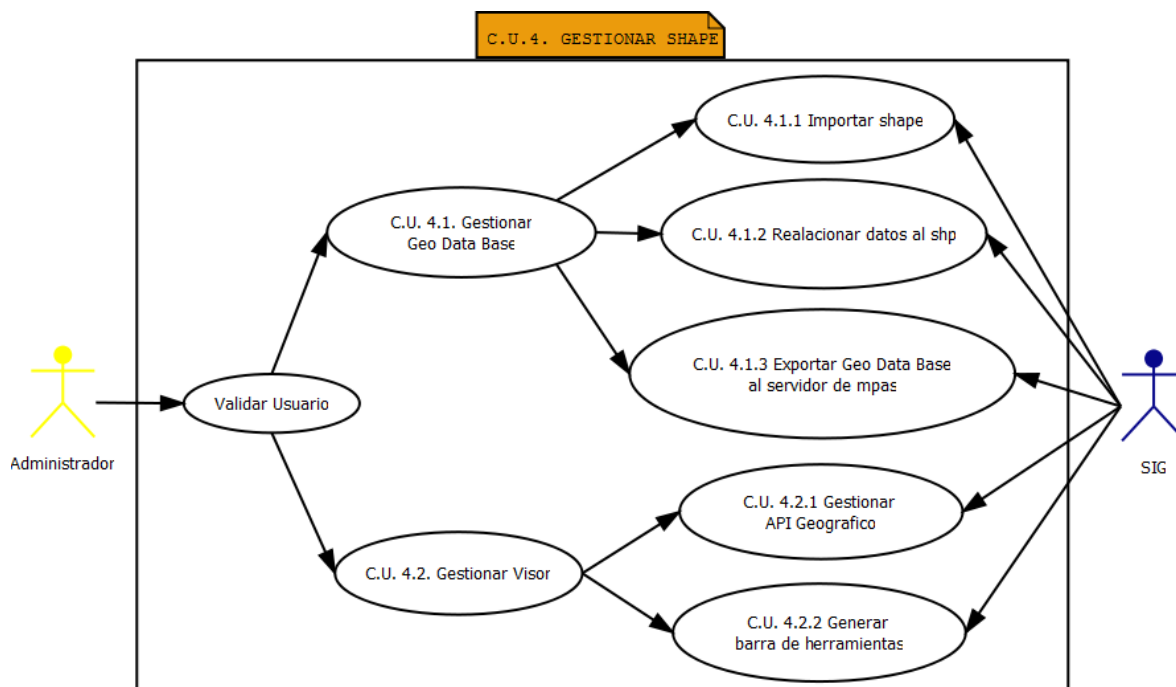 C.U.4. GESTIONAR SHAPE
C.U. 4.1.1 Importar shape
C.U. 4.1. Gestionar
Geo Data Base
C.U. 4.1.2 Realacionar datos al shp
C.U. 4.1.3 Exportar Geo Data Base
al servidor de mpas
Validar Usuario
Administrador
SIG
C.U. 4.2.1 Gestionar
API Geografico
C.U. 4.2. Gestionar Visor
C.U. 4.2.2 Generar
barra de herramientas